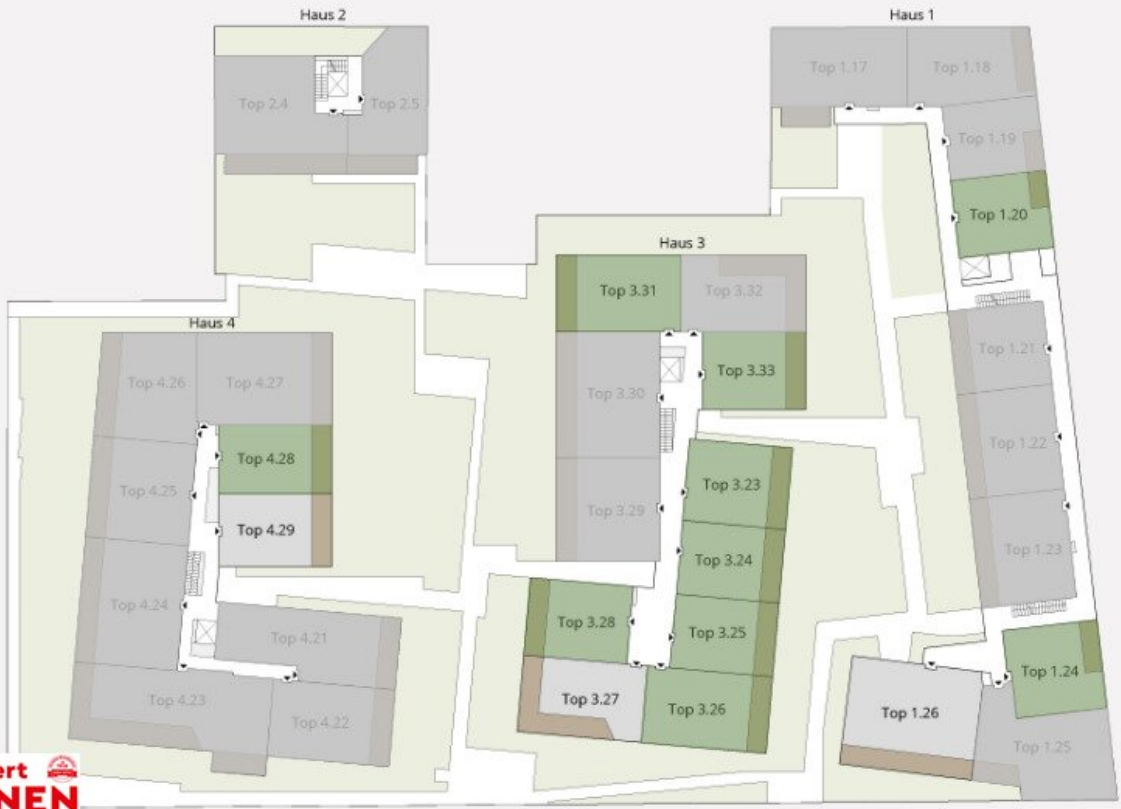 Haus 2
Haus 1
Top 1.17
Top 1.18
Top 2.4
Top 2.5
Top 1.19
Top 1.20
Haus 3
Top 3.31
Top 3.32
Haus 4
Top 1.21
Top 4.26
Top 4.27
Top 3.30
Top 3.33
Top 1.22
Top 4.28
Top 4.25
Top 3.23
Top 4.29
Top 3.29
Top 1.23
Top 3.24
Top 4.24
Top 3.28
Top 3.25
Top 4.21
Top 1.24
Top 4.23
Top 3.27
Top 3.26
Top 1.26
Top 4.22
Top 1.25
ert
NEN